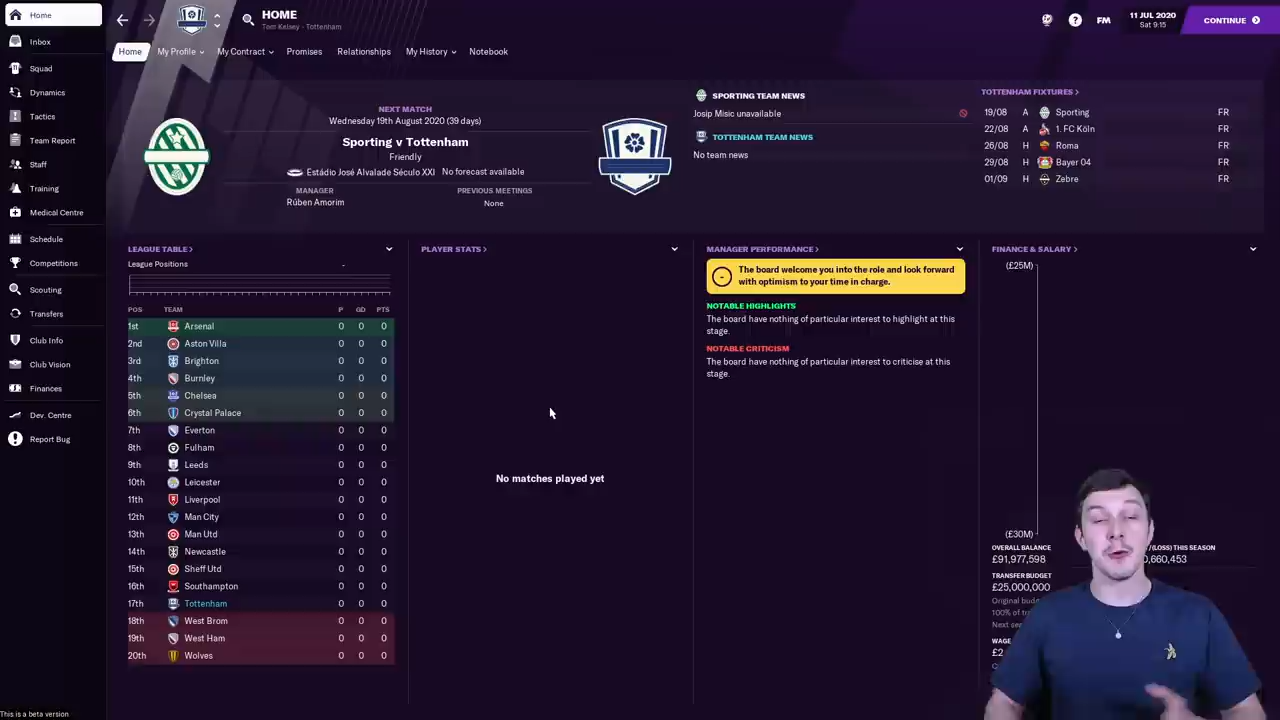 Home
Inbox
Squad
Dynamics
Tactics
Team Report
Staff
Training
Medical Centre
Schedule
Competitions
Scouting
Transfers
Club Info
Club Vision
Finances
Dev. Centre
Report Bug
This is a beta version
HOME
Tom Kelsey - Tottenham
FM
11 JUL 2020
Sat 9:15
CONTINUE
Home
My Profile
My Contract
Promises
Relationships
My History
Notebook
NEXT MATCH
Wednesday 19th August 2020 (39 days)
Sporting v Tottenham
Friendly
Estádio José Alvalade Século XXI
No forecast available
MANAGER
Rúben Amorim
PREVIOUS MEETINGS
None
SPORTING TEAM NEWS
Josip Misic unavailable
TOTTENHAM TEAM NEWS
No team news
TOTTENHAM FIXTURES >
19/08 A Sporting FR
22/08 A 1. FC Köln FR
26/08 H Roma FR
29/08 H Bayer 04 FR
01/09 H Zebre FR
LEAGUE TABLE >
League Positions -
POS TEAM P GD PTS
1st Arsenal 0 0 0
2nd Aston Villa 0 0 0
3rd Brighton 0 0 0
4th Burnley 0 0 0
5th Chelsea 0 0 0
6th Crystal Palace 0 0 0
7th Everton 0 0 0
8th Fulham 0 0 0
9th Leeds 0 0 0
10th Leicester 0 0 0
11th Liverpool 0 0 0
12th Man City 0 0 0
13th Man Utd 0 0 0
14th Newcastle 0 0 0
15th Sheff Utd 0 0 0
16th Southampton 0 0 0
17th Tottenham 0 0 0
18th West Brom 0 0 0
19th West Ham 0 0 0
20th Wolves 0 0 0
PLAYER STATS >
No matches played yet
MANAGER PERFORMANCE >
The board welcome you into the role and look forward
with optimism to your time in charge.
NOTABLE HIGHLIGHTS
The board have nothing of particular interest to highlight at this
stage.
NOTABLE CRITICISM
The board have nothing of particular interest to criticise at this
stage.
FINANCE & SALARY >
(£25M)
(£30M)
OVERALL BALANCE
£91,977,598
/(LOSS) THIS SEASON
0,660,453
TRANSFER BUDGET
£25,000,000
Original
100% of
Next
WAGE